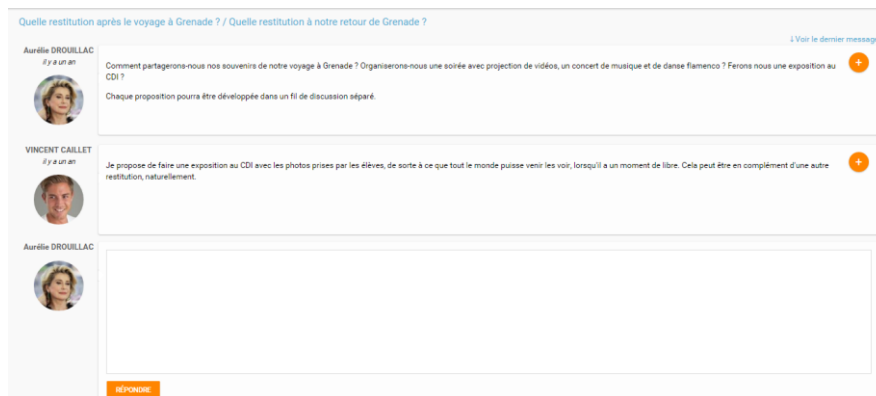 Quelle restitution après le voyage à Grenade ? / Quelle restitution à notre retour de Grenade ?
↓ Voir le dernier message
Aurélie DROUILLAC
il y a un an
Comment partagerons-nous nos souvenirs de notre voyage à Grenade ? Organiserons-nous une soirée avec projection de vidéos, un concert de musique et de danse flamenco ? Ferons nous une exposition au
CDI ?
Chaque proposition pourra être développée dans un fil de discussion séparé.
+
VINCENT CAILLET
il y a un an
Je propose de faire une exposition au CDI avec les photos prises par les élèves, de sorte à ce que tout le monde puisse venir les voir, lorsqu'il a un moment de libre. Cela peut être en complément d'une autre
restitution, naturellement.
+
Aurélie DROUILLAC
RÉPONDRE